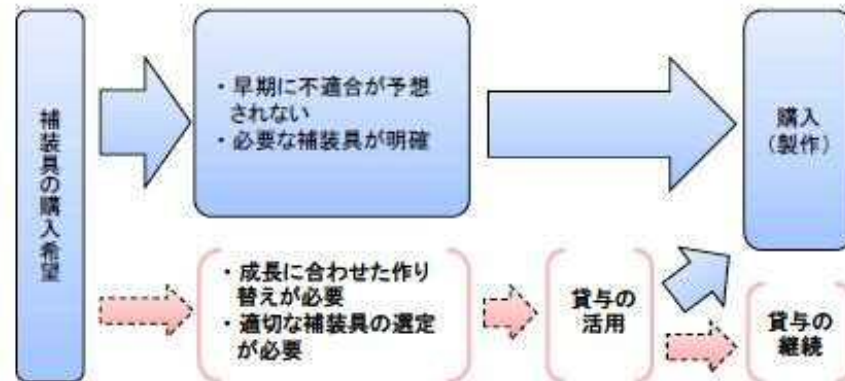 補装具の購入希望
・早期に不適合が予想
されない
・必要な補装具が明確
購入
（製作）
・成長に合わせた作り
替えが必要
・適切な補装具の選定
が必要
貸与の
活用
貸与の
継続